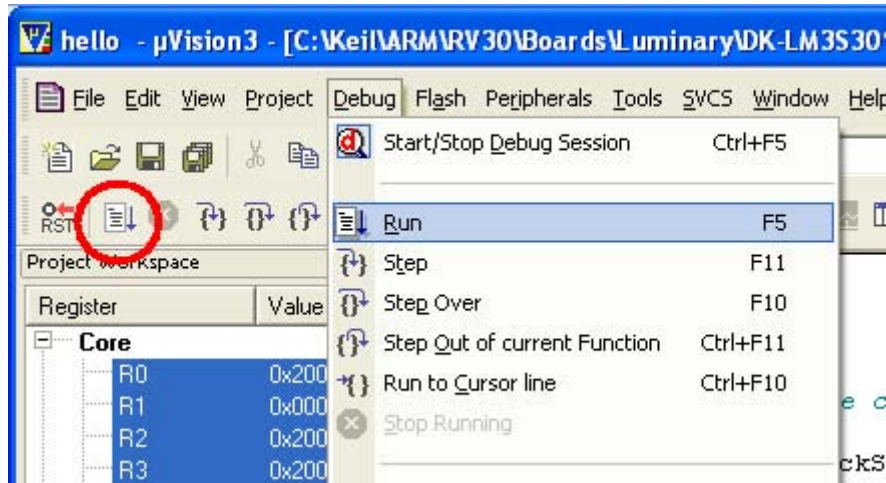 hello - µVision3 - [C:\Keil\ARM\RV30\Boards\Luminary\DK-LM3S30
File Edit View Project Debug Flash Peripherals Tools SVCS Window Help
Start/Stop Debug Session Ctrl+F5
RST
Run F5
Project Workspace
Step F11
Register Value
Step Over F10
Core
Step Out of current Function Ctrl+F11
R0 0x200
Run to Cursor line Ctrl+F10
R1 0x000
e c
Stop Running
R2 0x200
ckS
R3 0x200